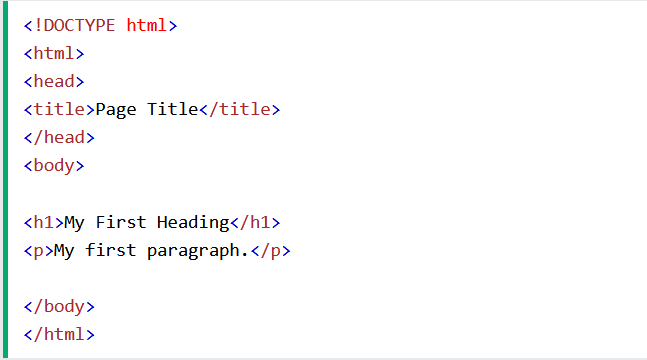 <!DOCTYPE html>
<html>
<head>
<title>Page Title</title>
</head>
<body>
<h1>My First Heading</h1>
<p>My first paragraph.</p>
</body>
</html>